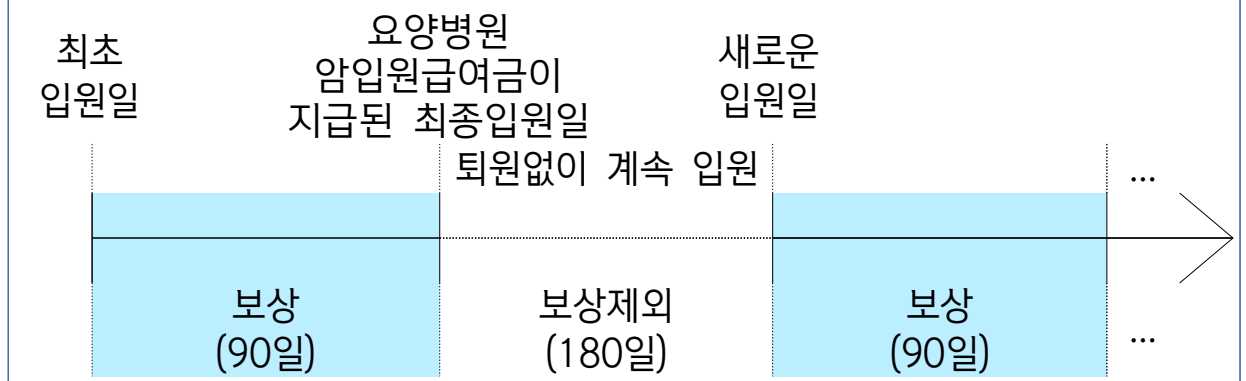 최초
입원일
요양병원
암입원급여금이
지급된 최종입원일
새로운
입원일
퇴원없이 계속 입원
...
보상
(90일)
보상제외
(180일)
보상
(90일)
...